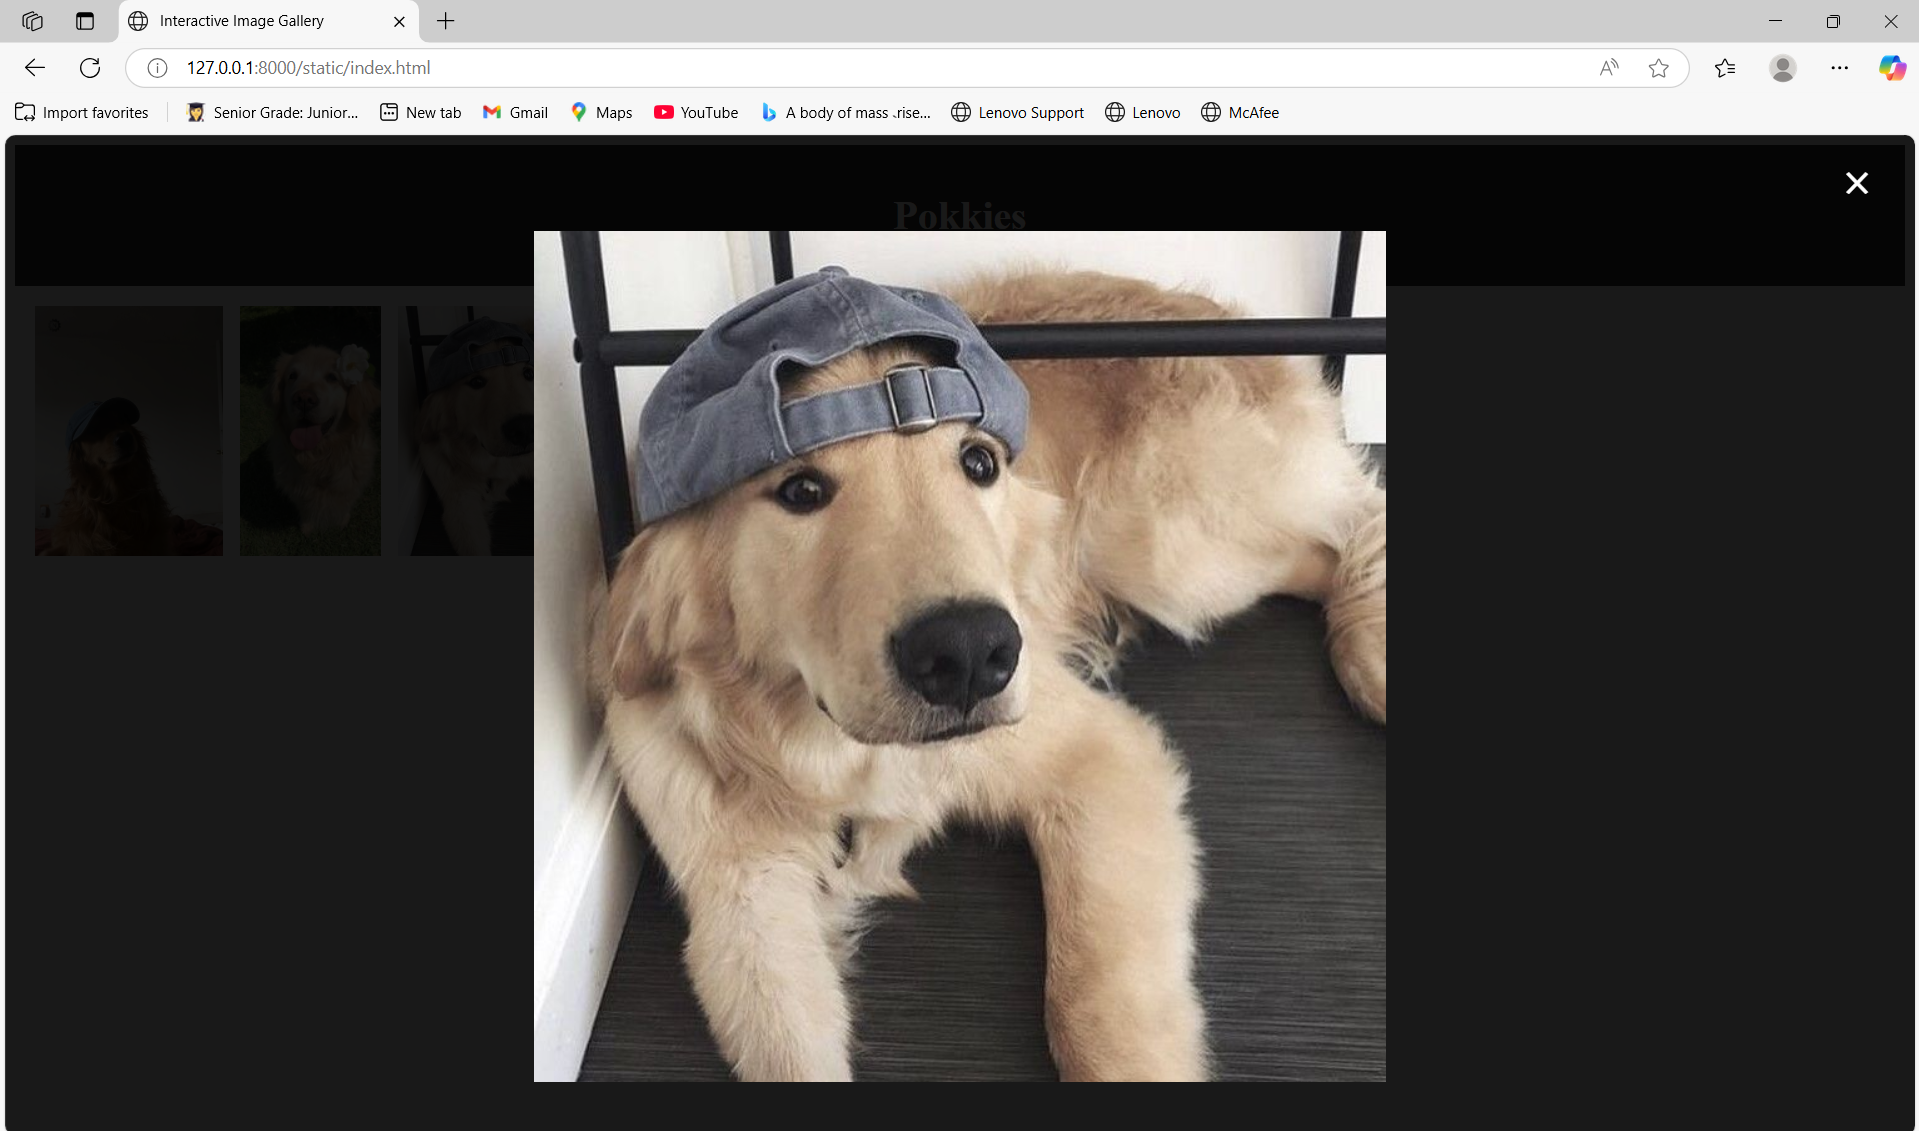 Interactive Image Gallery
127.0.0.1:8000/static/index.html
Import favorites Senior Grade: Junior... New tab Gmail Maps YouTube A body of mass .rise... Lenovo Support Lenovo McAfee
Pokkies